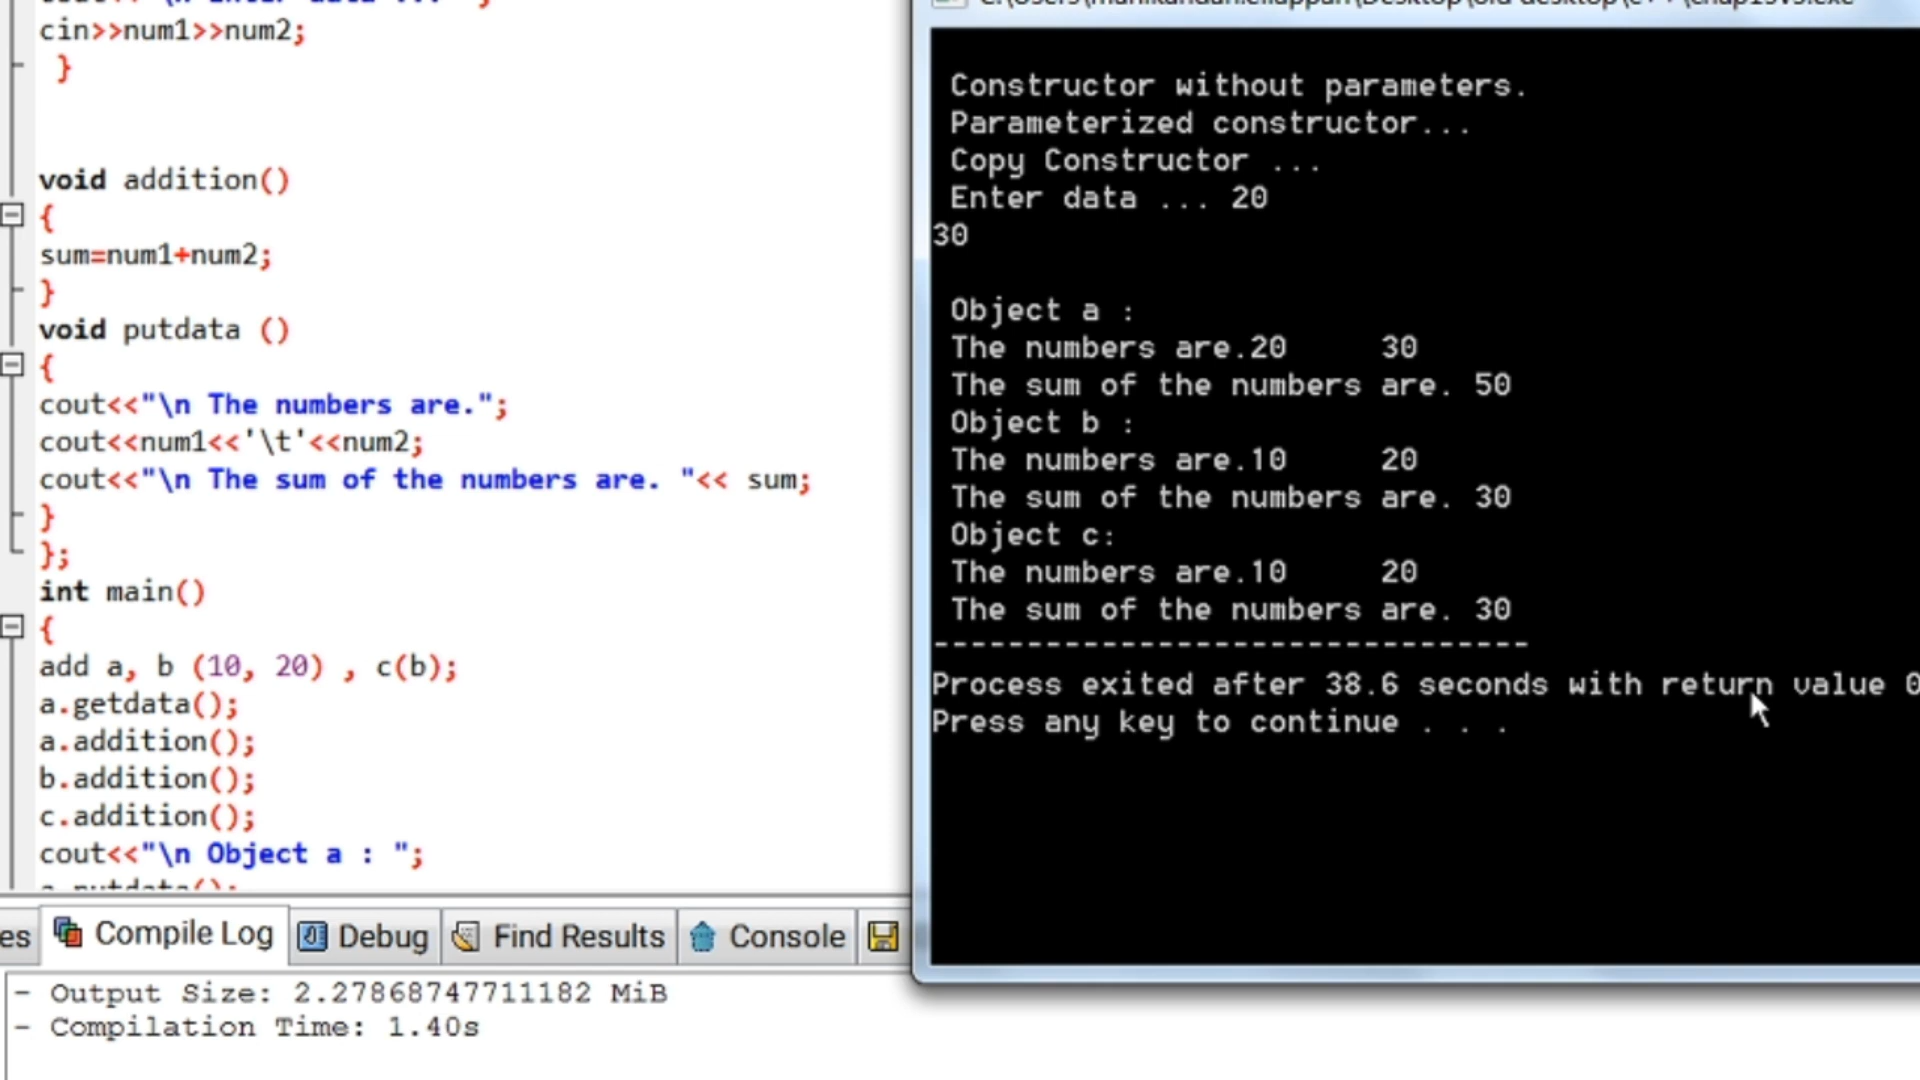 cin>>num1>>num2;
}
void addition()
{
sum=num1+num2;
}
void putdata ()
{
cout<<"\n The numbers are.";
cout<<num1<<'\t'<<num2;
cout<<"\n The sum of the numbers are. "<< sum;
}
};
int main()
{
add a, b (10, 20) , c(b);
a.getdata();
a.addition();
b.addition();
c.addition();
cout<<"\n Object a : ";
a.putdata();
Constructor without parameters.
Parameterized constructor...
Copy Constructor ...
Enter data ... 20
30
Object a :
The numbers are.20 30
The sum of the numbers are. 50
Object b :
The numbers are.10 20
The sum of the numbers are. 30
Object c:
The numbers are.10 20
The sum of the numbers are. 30
--------------------------------
Process exited after 38.6 seconds with return value 0
Press any key to continue . . .
es Compile Log Debug Find Results Console
- Output Size: 2.27868747711182 MiB
- Compilation Time: 1.40s